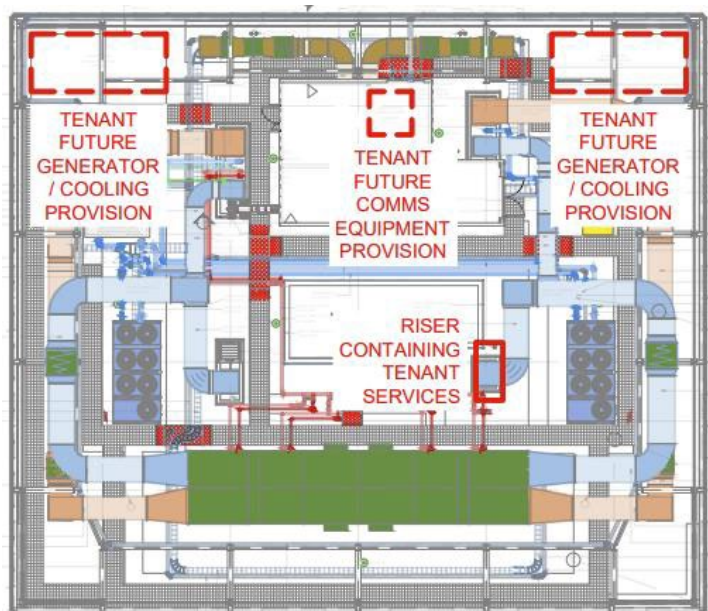 TENANT
FUTURE
GENERATOR
/ COOLING
PROVISION
TENANT
FUTURE
COMMS
EQUIPMENT
PROVISION
TENANT
FUTURE
GENERATOR
/ COOLING
PROVISION
RISER
CONTAINING
TENANT
SERVICES